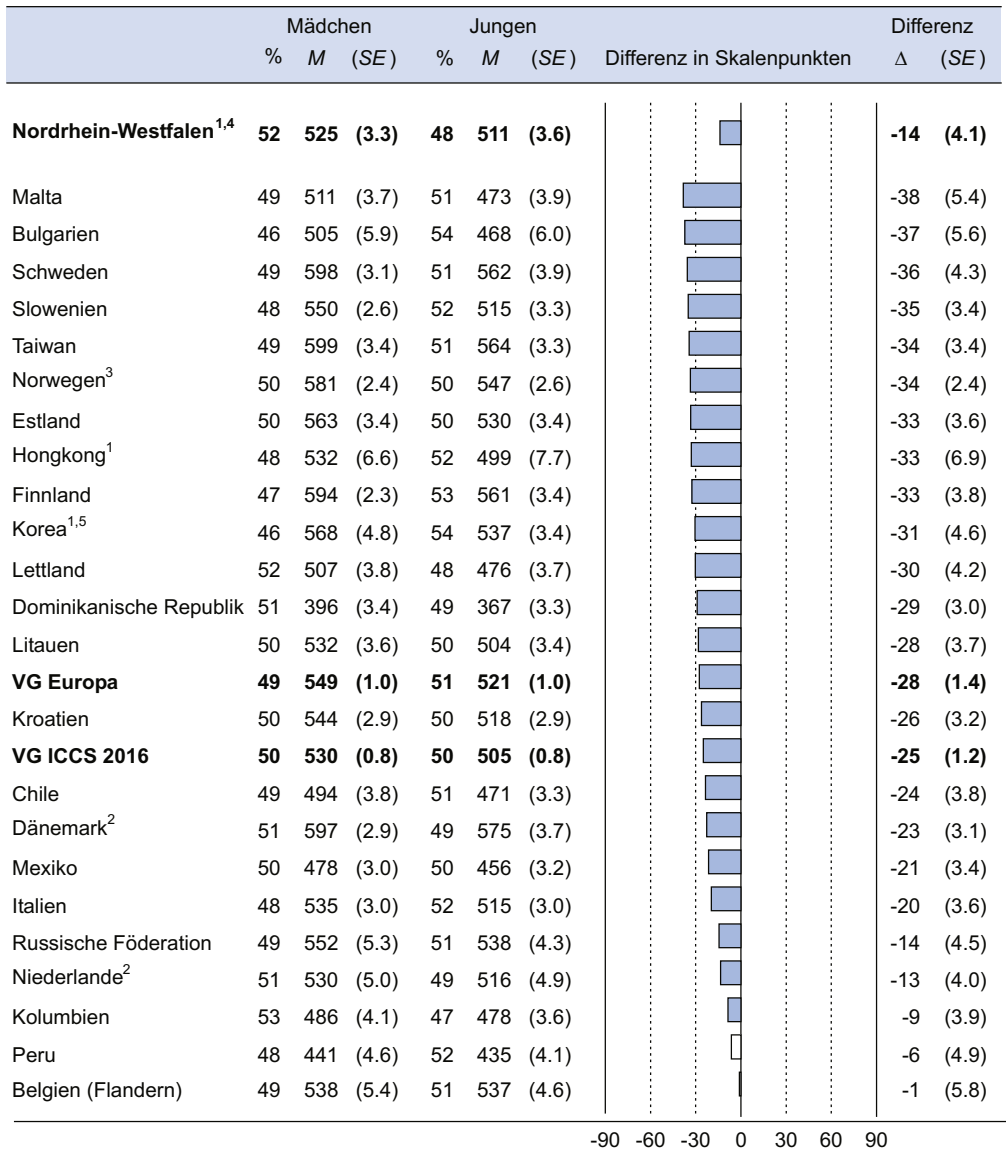 Mädchen Jungen Differenz
% M (SE) % M (SE) Differenz in Skalenpunkten Δ (SE)
Nordrhein-Westfalen1,4 52 525 (3.3) 48 511 (3.6) -14 (4.1)
Malta 49 511 (3.7) 51 473 (3.9) -38 (5.4)
Bulgarien 46 505 (5.9) 54 468 (6.0) -37 (5.6)
Schweden 49 598 (3.1) 51 562 (3.9) -36 (4.3)
Slowenien 48 550 (2.6) 52 515 (3.3) -35 (3.4)
Taiwan 49 599 (3.4) 51 564 (3.3) -34 (3.4)
Norwegen3 50 581 (2.4) 50 547 (2.6) -34 (2.4)
Estland 50 563 (3.4) 50 530 (3.4) -33 (3.6)
Hongkong1 48 532 (6.6) 52 499 (7.7) -33 (6.9)
Finnland 47 594 (2.3) 53 561 (3.4) -33 (3.8)
Korea1,5 46 568 (4.8) 54 537 (3.4) -31 (4.6)
Lettland 52 507 (3.8) 48 476 (3.7) -30 (4.2)
Dominikanische Republik 51 396 (3.4) 49 367 (3.3) -29 (3.0)
Litauen 50 532 (3.6) 50 504 (3.4) -28 (3.7)
VG Europa 49 549 (1.0) 51 521 (1.0) -28 (1.4)
Kroatien 50 544 (2.9) 50 518 (2.9) -26 (3.2)
VG ICCS 2016 50 530 (0.8) 50 505 (0.8) -25 (1.2)
Chile 49 494 (3.8) 51 471 (3.3) -24 (3.8)
Dänemark2 51 597 (2.9) 49 575 (3.7) -23 (3.1)
Mexiko 50 478 (3.0) 50 456 (3.2) -21 (3.4)
Italien 48 535 (3.0) 52 515 (3.0) -20 (3.6)
Russische Föderation 49 552 (5.3) 51 538 (4.3) -14 (4.5)
Niederlande2 51 530 (5.0) 49 516 (4.9) -13 (4.0)
Kolumbien 53 486 (4.1) 47 478 (3.6) -9 (3.9)
Peru 48 441 (4.6) 52 435 (4.1) -6 (4.9)
Belgien (Flandern) 49 538 (5.4) 51 537 (4.6) -1 (5.8)
-90 -60 -30 0 30 60 90